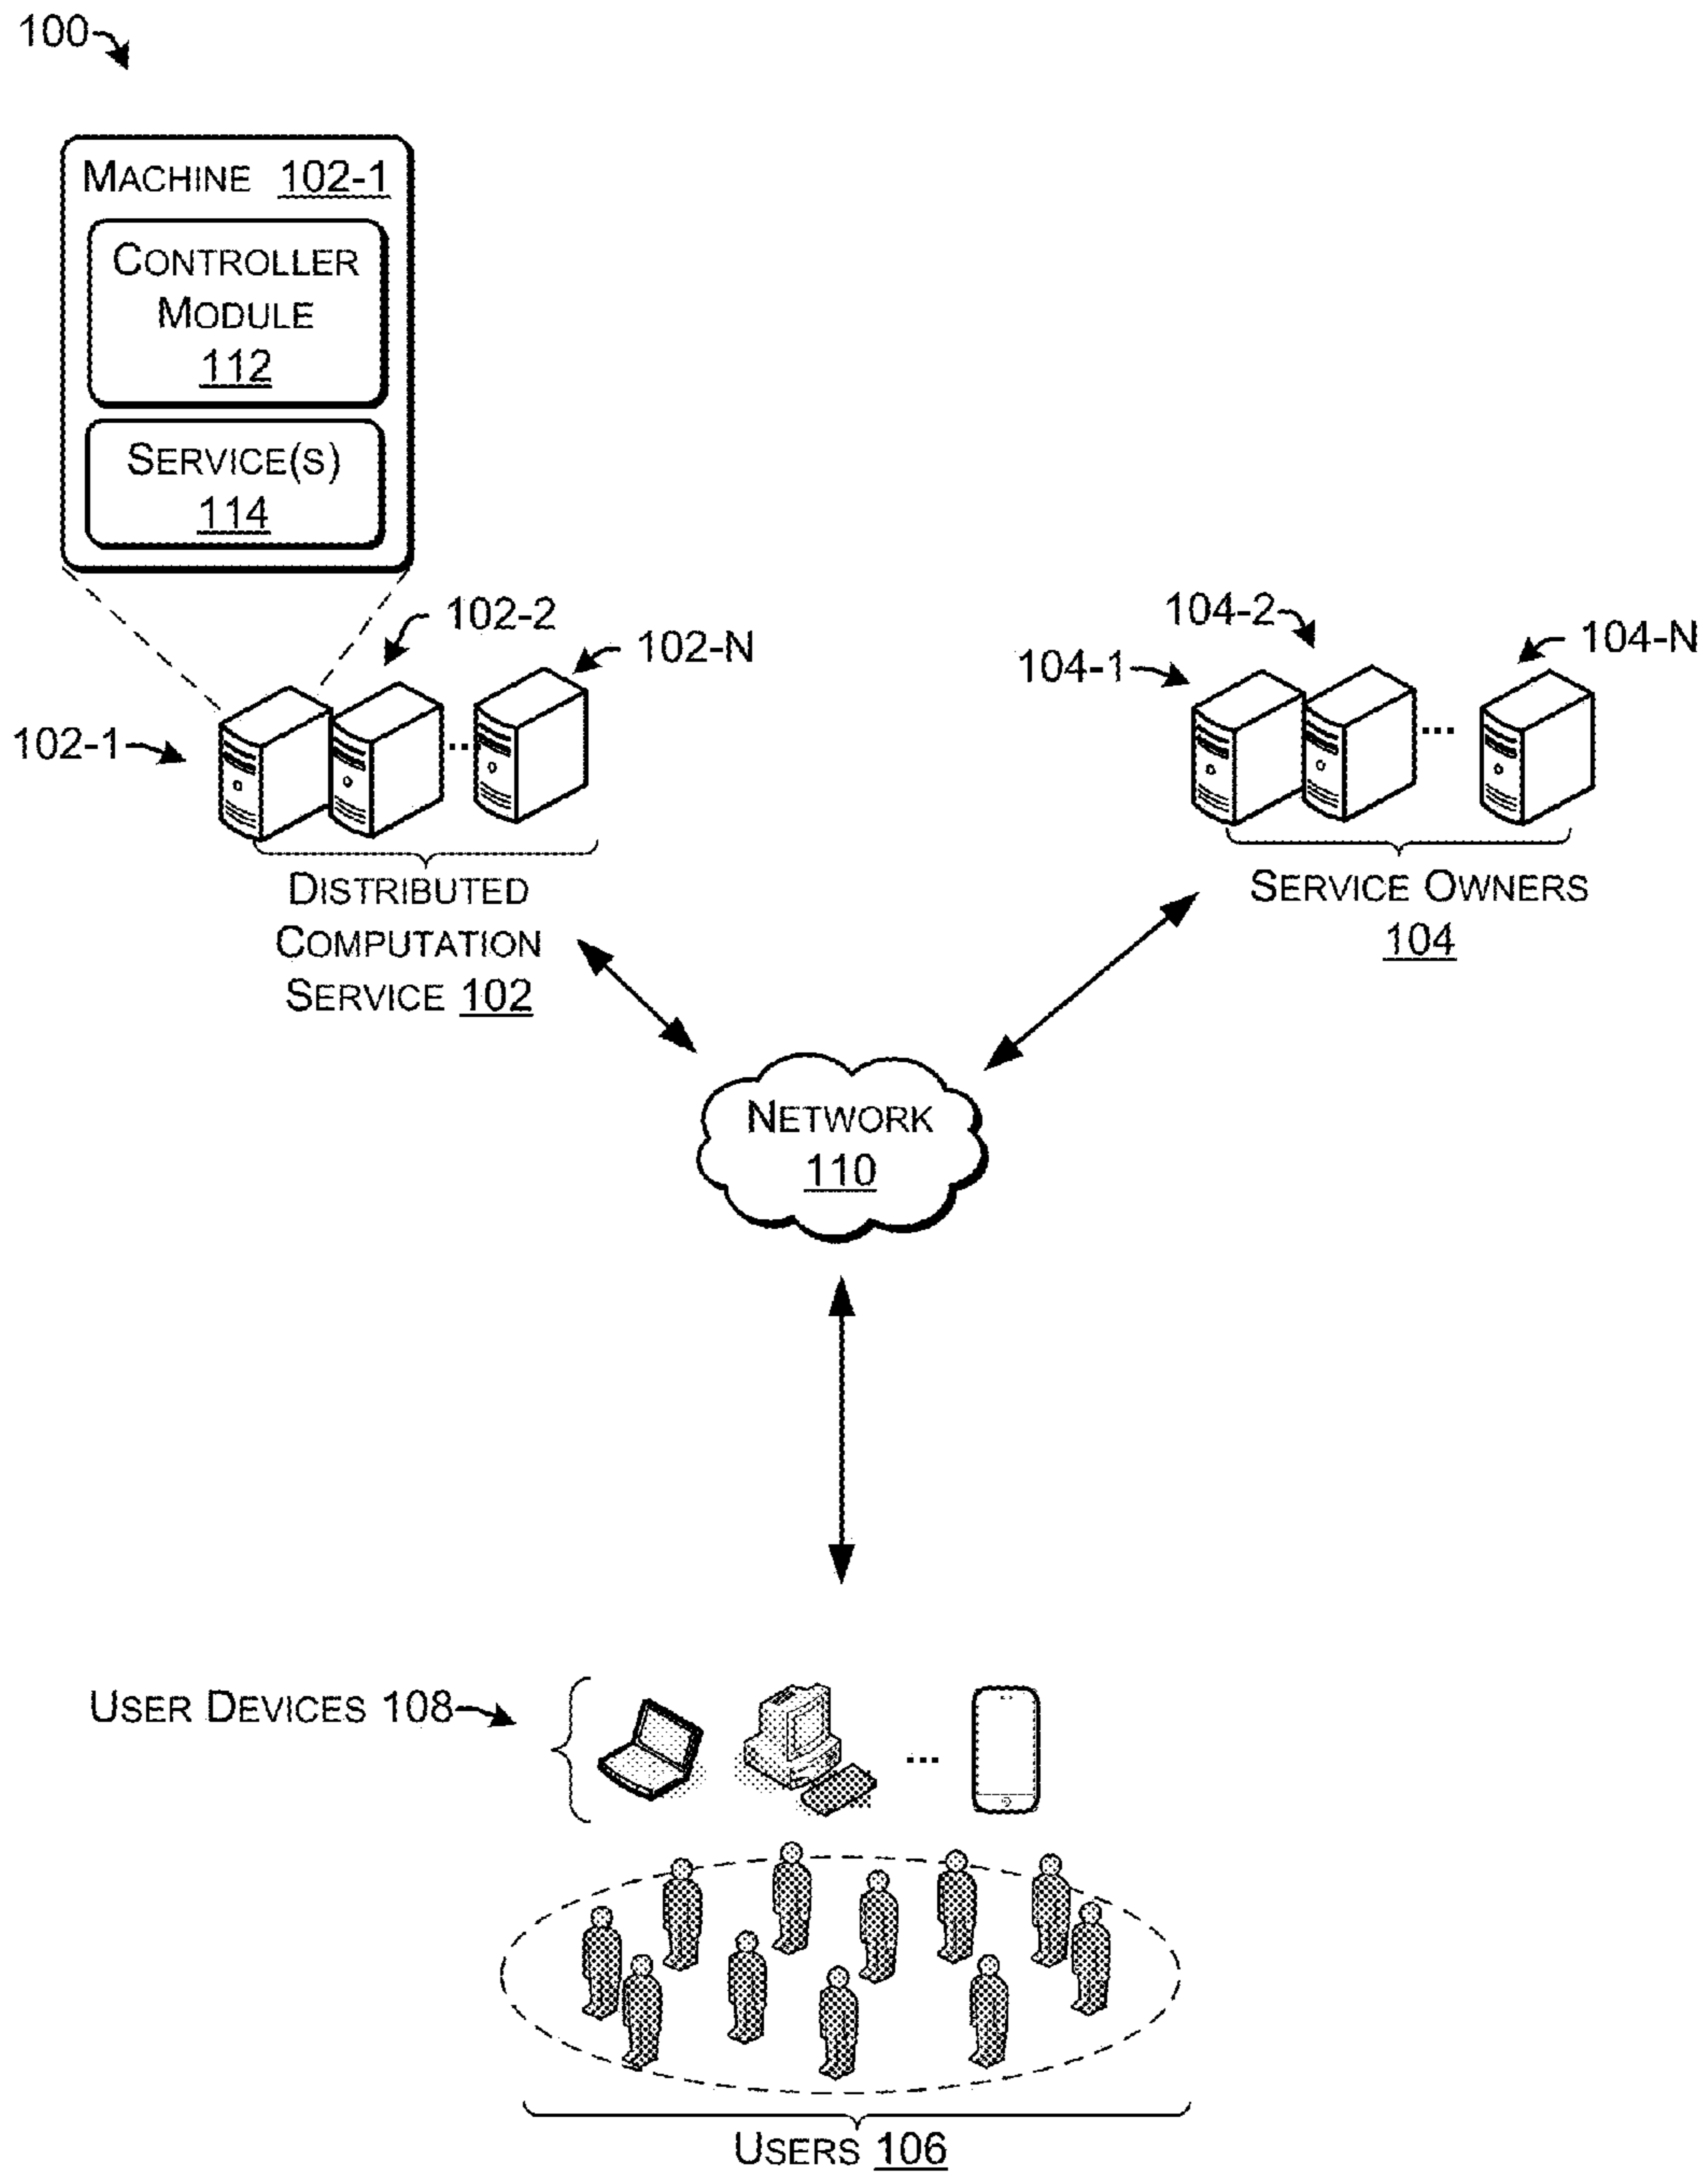 100
MACHINE 102-1
CONTROLLER
MODULE
112
SERVICE(S)
114
102-2
102-N
102-1
104-2
104-N
104-1
...
...
DISTRIBUTED
COMPUTATION
SERVICE 102
SERVICE OWNERS
104
NETWORK
110
USER DEVICES 108
...
USERS 106